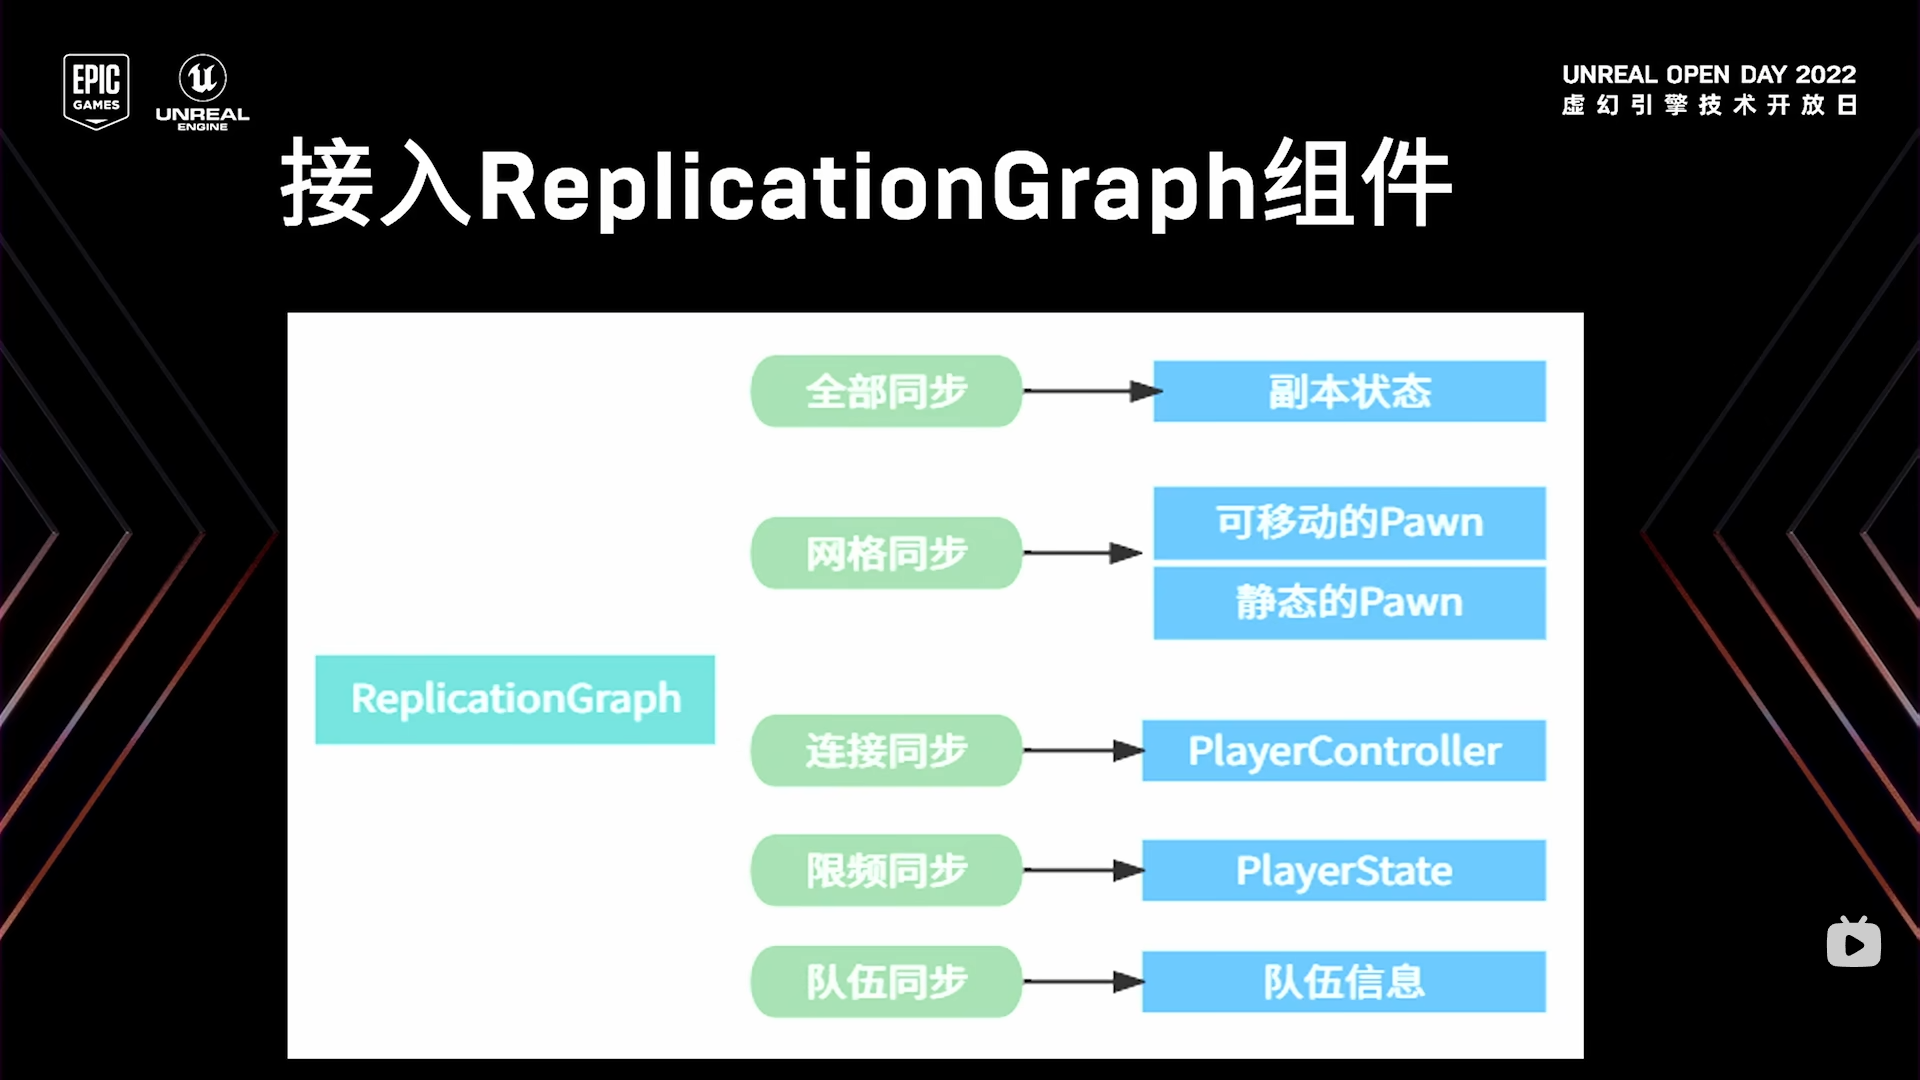 EPIC
GAMES
UNREAL
ENGINE
UNREAL OPEN DAY 2022
虚幻引擎技术开放日
接入ReplicationGraph组件
全部同步
副本状态
网格同步
可移动的Pawn
静态的Pawn
ReplicationGraph
连接同步
PlayerController
限频同步
PlayerState
队伍同步
队伍信息